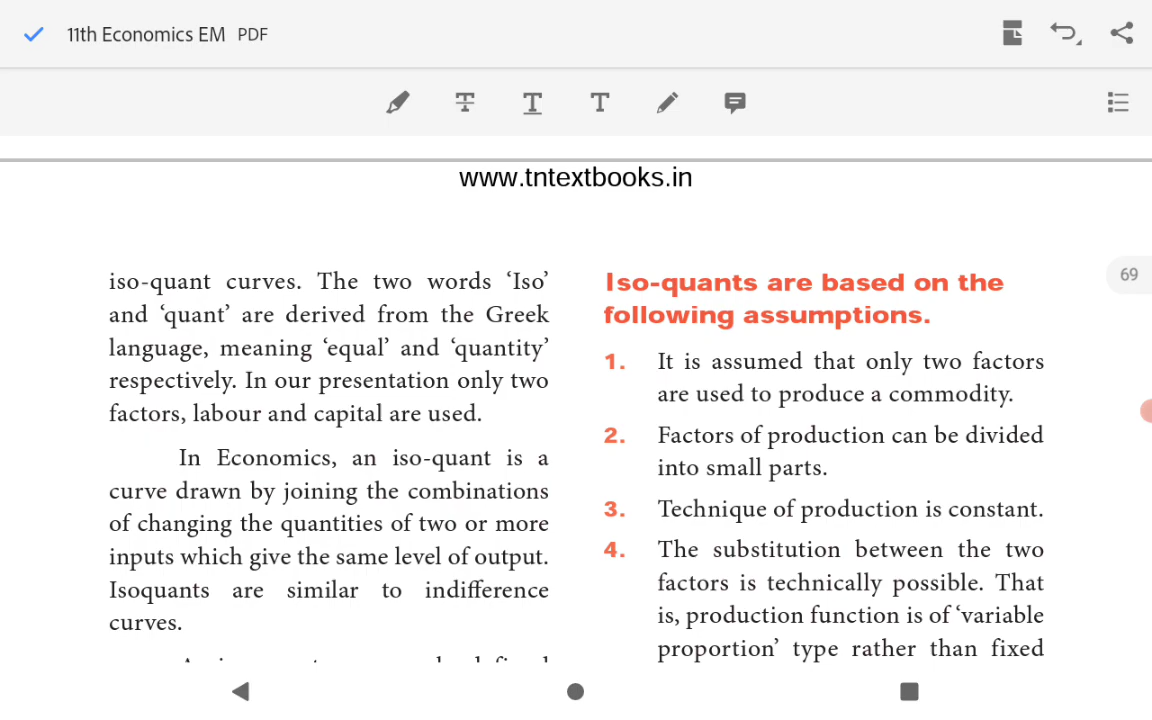 11th Economics EM PDF
www.tntextbooks.in
69
iso-quant curves. The two words ‘Iso’
and ‘quant’ are derived from the Greek
language, meaning ‘equal’ and ‘quantity’
respectively. In our presentation only two
factors, labour and capital are used.
In Economics, an iso-quant is a
curve drawn by joining the combinations
of changing the quantities of two or more
inputs which give the same level of output.
Isoquants are similar to indifference
curves.
Iso-quants are based on the
following assumptions.
1. It is assumed that only two factors
are used to produce a commodity.
2. Factors of production can be divided
into small parts.
3. Technique of production is constant.
4. The substitution between the two
factors is technically possible. That
is, production function is of ‘variable
proportion’ type rather than fixed